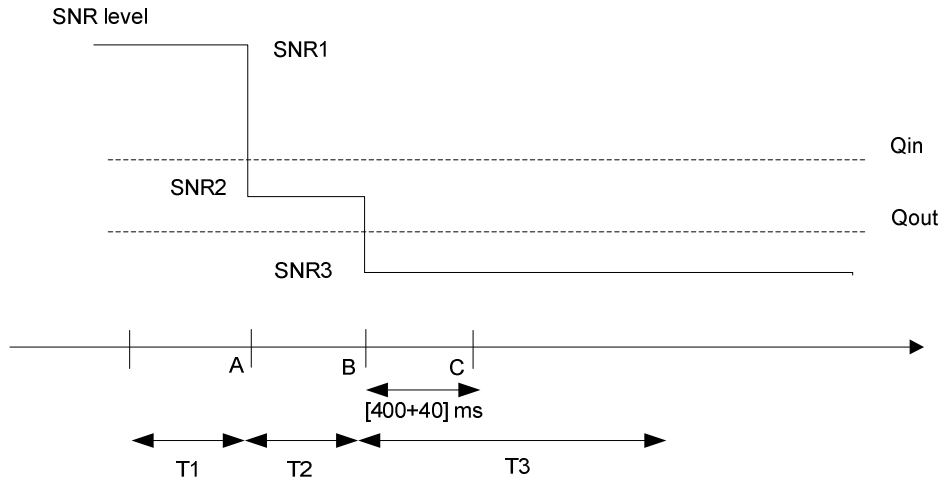 SNR level
SNR1
Qin
SNR2
Qout
SNR3
A
B
C
[400+40] ms
T1
T2
T3